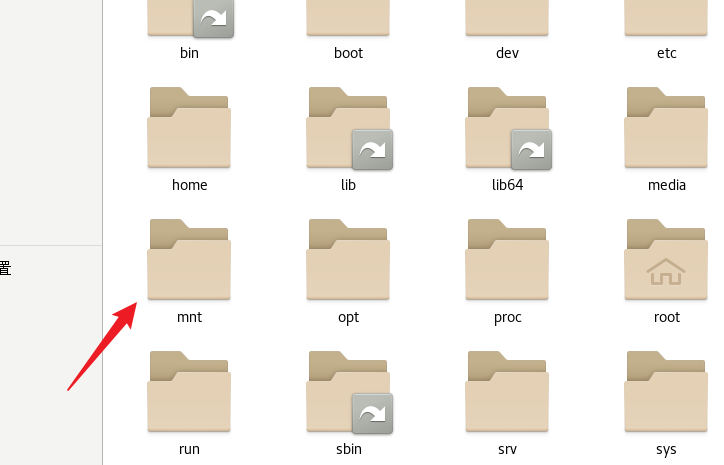 bin boot dev etc
home lib lib64 media
置
mnt opt proc root
run sbin srv sys